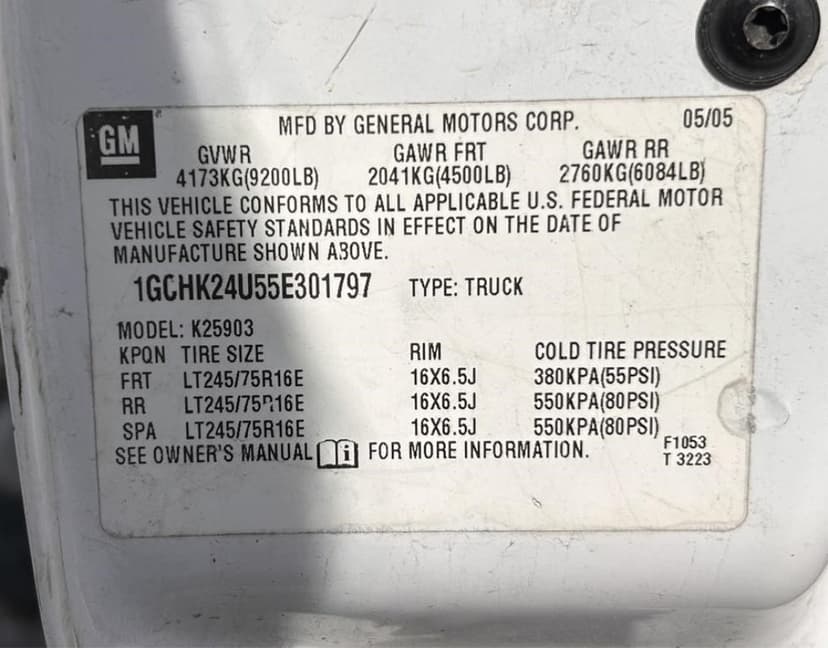 GM MFD BY GENERAL MOTORS CORP. 05/05
GVWR GAWR FRT GAWR RR
4173KG(9200LB) 2041KG(4500LB) 2760KG(6084LB)
THIS VEHICLE CONFORMS TO ALL APPLICABLE U.S. FEDERAL MOTOR
VEHICLE SAFETY STANDARDS IN EFFECT ON THE DATE OF
MANUFACTURE SHOWN ABOVE.
1GCHK24U55E301797 TYPE: TRUCK
MODEL: K25903
KPQN TIRE SIZE RIM COLD TIRE PRESSURE
FRT LT245/75R16E 16X6.5J 380KPA(55PSI)
RR LT245/75R16E 16X6.5J 550KPA(80PSI)
SPA LT245/75R16E 16X6.5J 550KPA(80PSI)
SEE OWNER'S MANUAL i FOR MORE INFORMATION. F1053
T 3223